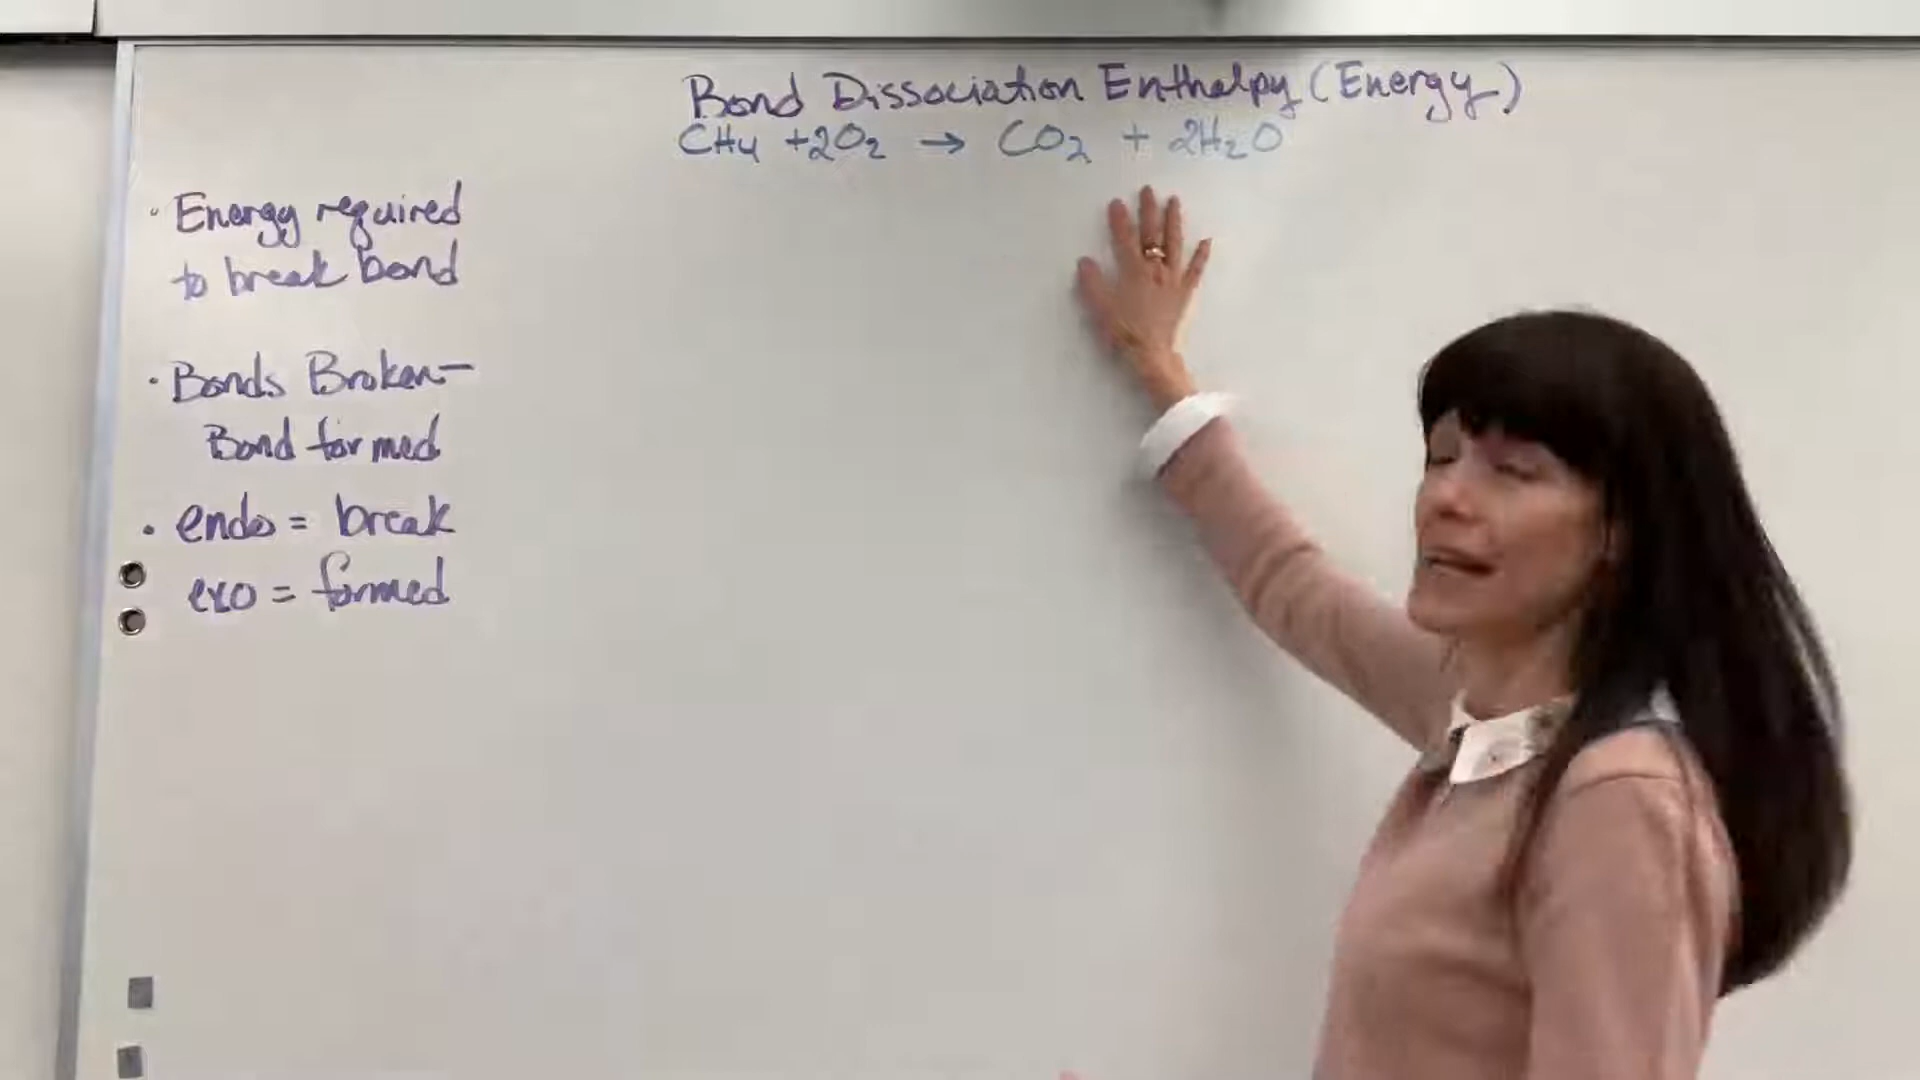 Bond Dissociation Enthalpy (Energy)
CH4 +2O2 → CO2 + 2H2O
· Energy required
to break bond
· Bonds Broken-
Bond formed
· endo = break
exo = formed